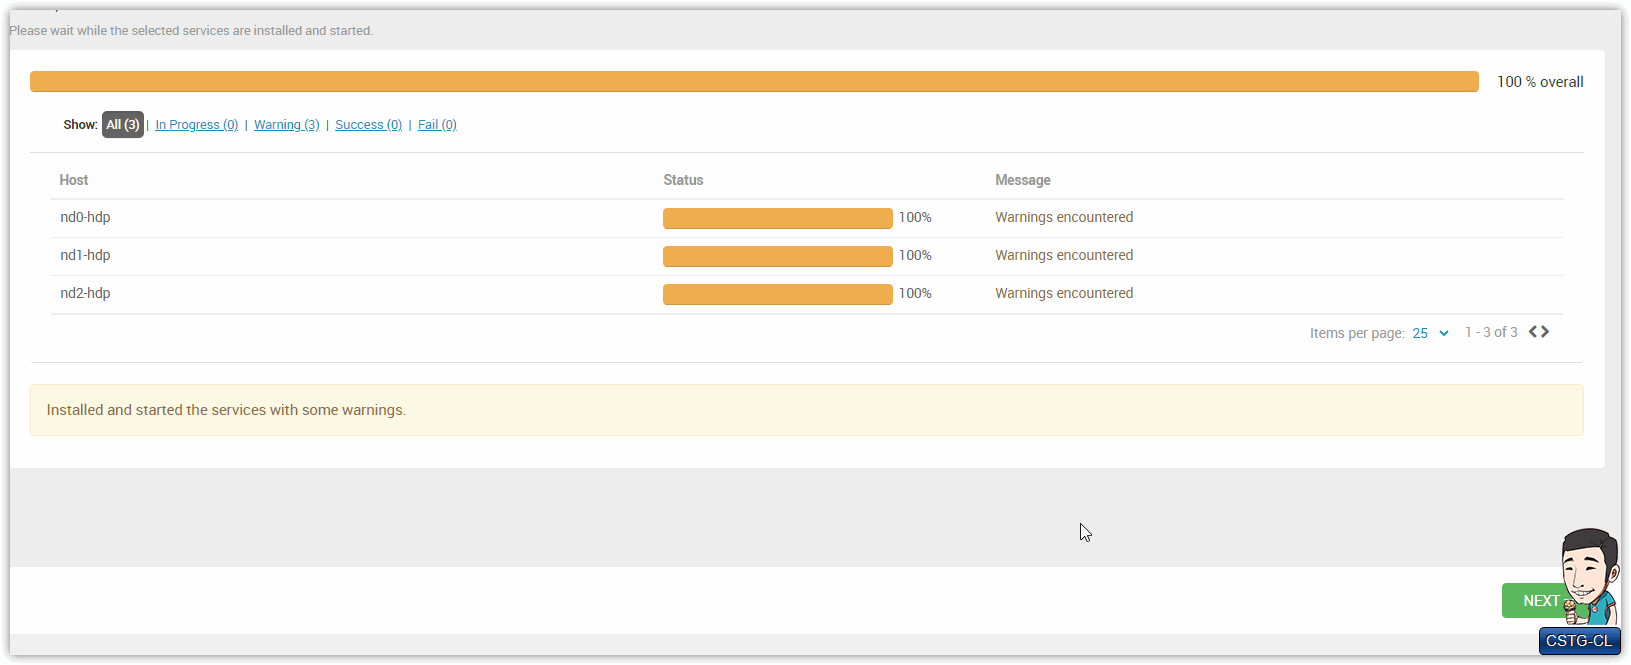 Please wait while the selected services are installed and started.
100 % overall
Show: All (3) | In Progress (0) | Warning (3) | Success (0) | Fail (0)
Host Status Message
nd0-hdp 100% Warnings encountered
nd1-hdp 100% Warnings encountered
nd2-hdp 100% Warnings encountered
Items per page: 25 1 - 3 of 3
Installed and started the services with some warnings.
NEXT
CSTG-CL